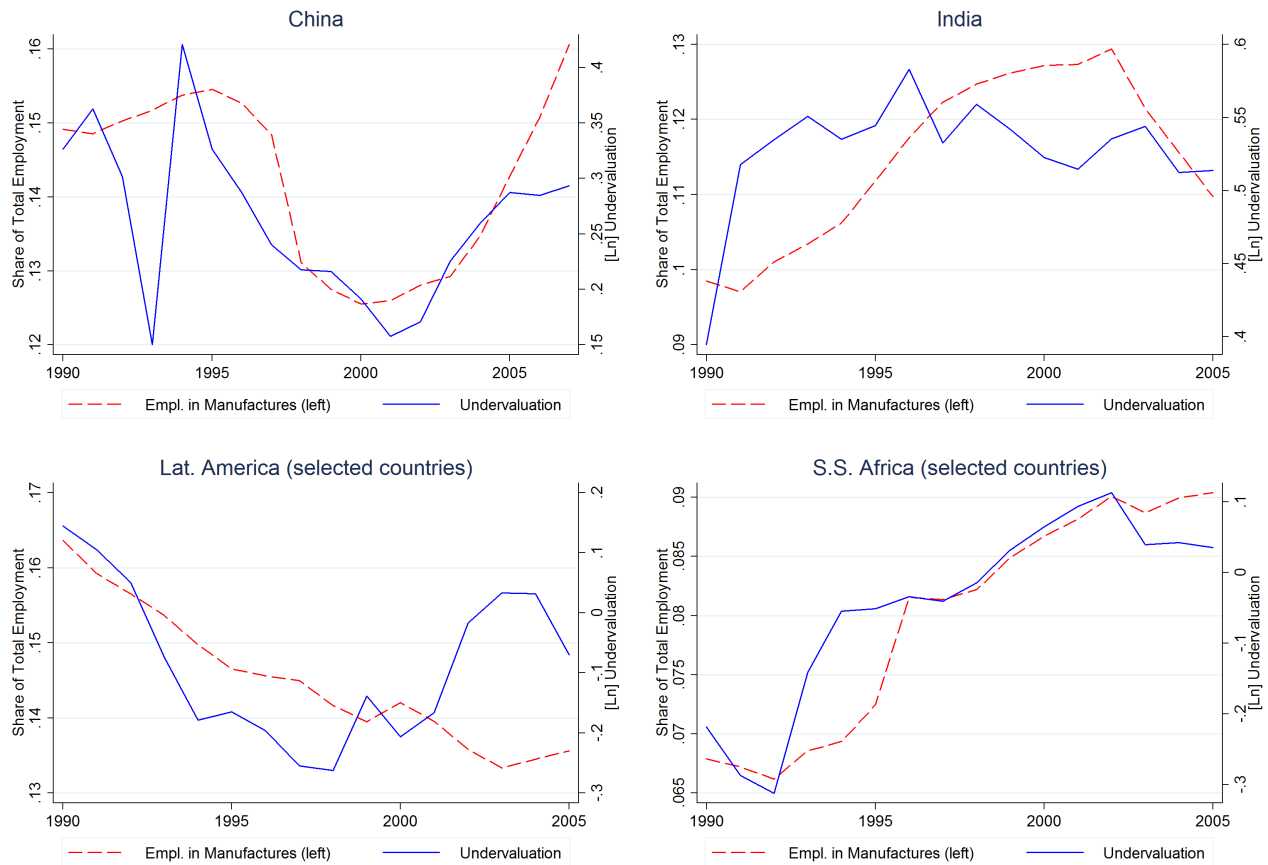 China
Share of Total Employment
.16
.15
.14
.13
.12
.4
.35
.3
.25
.2
.15
[Ln] Undervaluation
1990
1995
2000
2005
Empl. in Manufactures (left)
Undervaluation
India
Share of Total Employment
.13
.12
.11
.1
.09
.6
.55
.5
.45
.4
[Ln] Undervaluation
1990
1995
2000
2005
Empl. in Manufactures (left)
Undervaluation
Lat. America (selected countries)
Share of Total Employment
.17
.16
.15
.14
.13
.2
.1
0
-.1
-.2
-.3
[Ln] Undervaluation
1990
1995
2000
2005
Empl. in Manufactures (left)
Undervaluation
S.S. Africa (selected countries)
Share of Total Employment
.09
.085
.08
.075
.07
.065
.1
0
-.1
-.2
-.3
[Ln] Undervaluation
1990
1995
2000
2005
Empl. in Manufactures (left)
Undervaluation